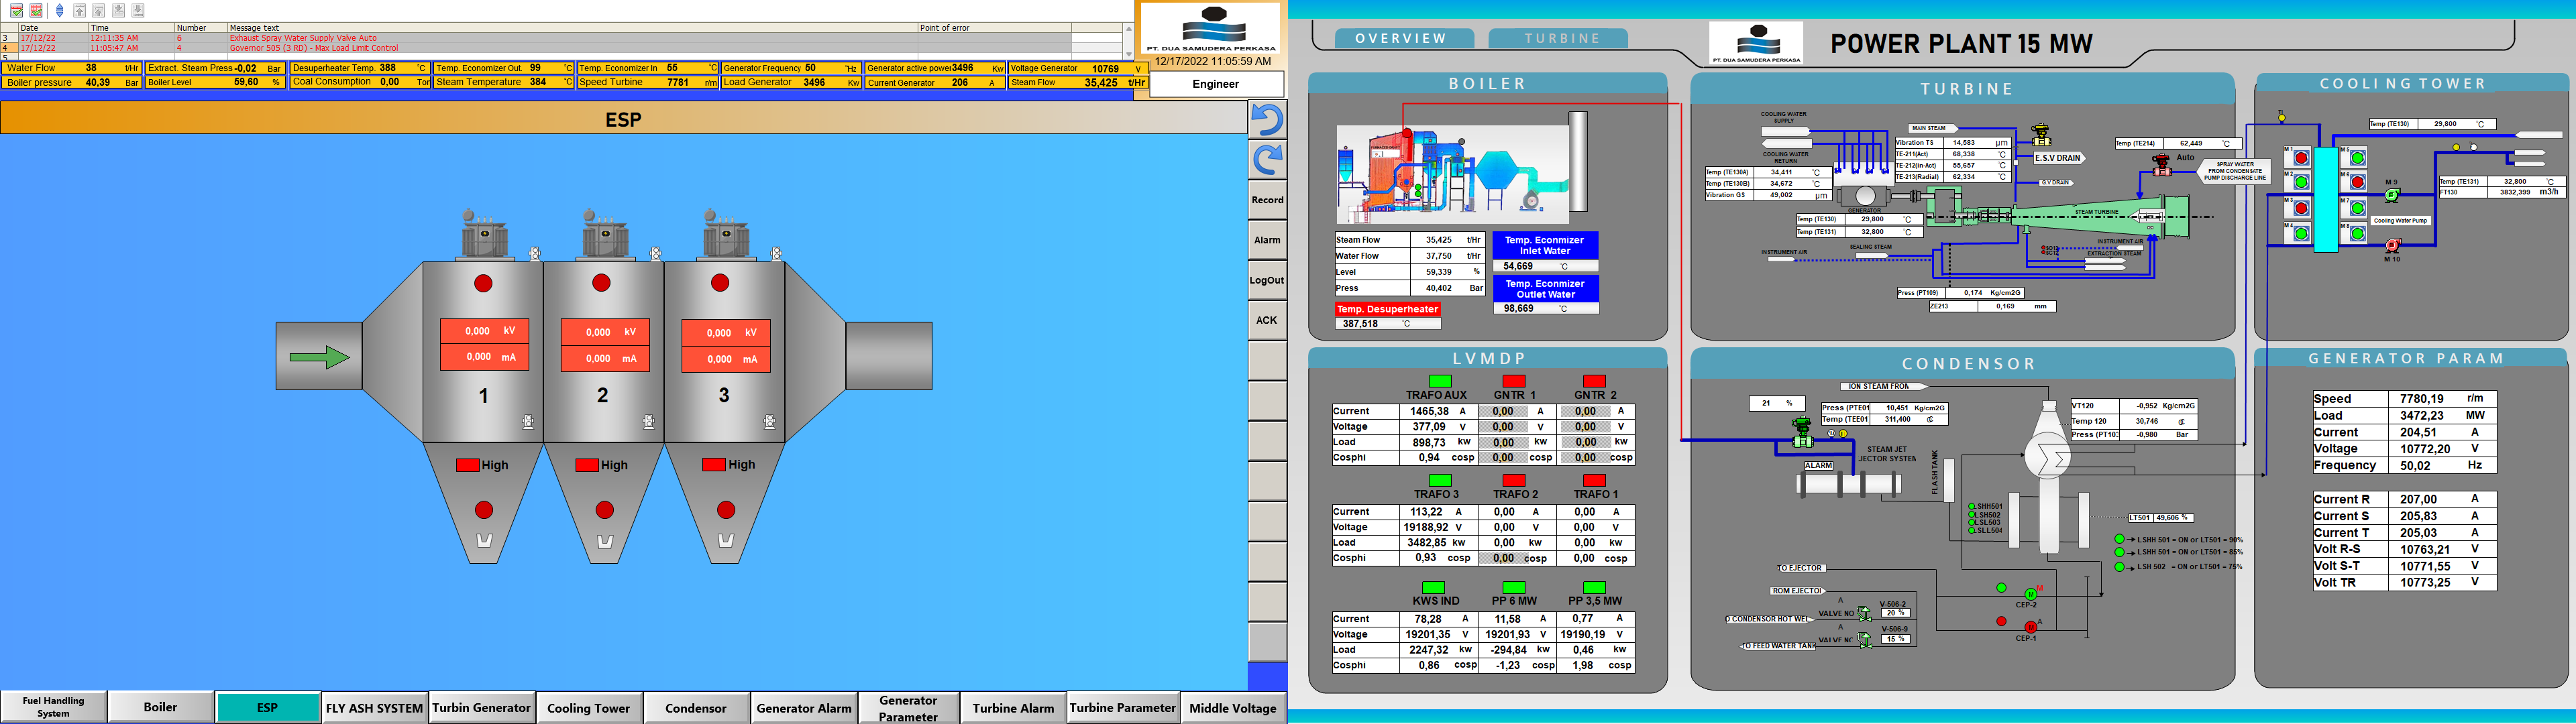 Date Time Number Message text Point of error
3 17/12/22 12:11:35 AM 6 Exhaust Spray Water Supply Valve Auto
4 17/12/22 11:05:47 AM 4 Governor 505 (3 RD) - Max Load Limit Control
5
PT. DUA SAMUDERA PERKASA
12/17/2022 11:05:59 AM
Engineer
Water Flow 38 t/Hr Extract. Steam Press -0,02 Bar Desuperheater Temp. 388 °C Temp. Economizer Out. 99 °C Temp. Economizer In 55 °C Generator Frequency 50 Hz Generator active power 3496 Kw Voltage Generator 10769 V
Boiler pressure 40,39 Bar Boiler Level 59,60 % Coal Consumption 0,00 Ton Steam Temperature 384 °C Speed Turbine 7781 r/m Load Generator 3496 Kw Current Generator 206 A Steam Flow 35,425 t/Hr
ESP
0,000 kV
0,000 mA
1
High
0,000 kV
0,000 mA
2
High
0,000 kV
0,000 mA
3
High
Record
Alarm
LogOut
ACK
Fuel Handling System
Boiler
ESP
FLY ASH SYSTEM
Turbin Generator
Cooling Tower
Condensor
Generator Alarm
Generator Parameter
Turbine Alarm
Turbine Parameter
Middle Voltage
OVERVIEW
TURBINE
PT. DUA SAMUDERA PERKASA
POWER PLANT 15 MW
BOILER
Steam Flow 35,425 t/Hr
Water Flow 37,750 t/Hr
Level 59,339 %
Press 40,402 Bar
Temp. Desuperheater
387,518 °C
Temp. Econmizer
Inlet Water
54,669 °C
Temp. Econmizer
Outlet Water
98,669 °C
TURBINE
COOLING WATER
SUPPLY
COOLING WATER
RETURN
Temp (TE130A) 34,411 °C
Temp (TE130B) 34,672 °C
Vibration GS 49,002 µm
MAIN STEAM
Vibration TS 14,583 µm
TE-211(Act) 68,338 °C
TE-212(in-Act) 55,657 °C
TE-213(Radial) 62,334 °C
E.S.V DRAIN
G.V DRAIN
Temp (TE214) 62,449 °C
Auto
SPRAY WATER
FROM CONDENSATE
PUMP DISCHARGE LINE
GENERATOR
Temp (TE130) 29,800 °C
Temp (TE131) 32,800 °C
STEAM TURBINE
INSTRUMENT AIR
SEALING STEAM
INSTRUMENT AIR
EXTRACTION STEAM
Press (PT109) 0,174 Kg/cm2G
ZE213 0,169 mm
COOLING TOWER
Temp (TE130) 29,800 °C
M 1
M 2
M 3
M 4
M 5
M 6
M 7
M 8
M 9
Cooling Water Pump
M 10
Temp (TE131) 32,800 °C
FT130 3832,399 m3/h
LVMDP
TRAFO AUX GNTR 1 GNTR 2
Current 1465,38 A 0,00 A 0,00 A
Voltage 377,09 V 0,00 V 0,00 V
Load 898,73 kw 0,00 kw 0,00 kw
Cosphi 0,94 cosp 0,00 cosp 0,00 cosp
TRAFO 3 TRAFO 2 TRAFO 1
Current 113,22 A 0,00 A 0,00 A
Voltage 19188,92 V 0,00 V 0,00 V
Load 3482,85 kw 0,00 kw 0,00 kw
Cosphi 0,93 cosp 0,00 cosp 0,00 cosp
KWS IND PP 6 MW PP 3,5 MW
Current 78,28 A 11,58 A 0,77 A
Voltage 19201,35 V 19201,93 V 19190,19 V
Load 2247,32 kw -294,84 kw 0,46 kw
Cosphi 0,86 cosp -1,23 cosp 1,98 cosp
CONDENSOR
ION STEAM FROM
21 %
Press (PTE01 10,451 Kg/cm2G
Temp (TEE01 311,400 °C
STEAM JET
JECTOR SYSTEM
ALARM
FLASH TANK
VT120 -0,952 Kg/cm2G
Temp 120 30,746 °C
Press (PT103 -0,980 Bar
LSHH501
LSH502
LSL503
LSLL504
LT501 49,606 %
LSHH 501 = ON or LT501 = 90%
LSHH 501 = ON or LT501 = 85%
LSH 502 = ON or LT501 = 75%
TO EJECTOR
ROM EJECTOR
A
VALVE NO
V-506-2
20 %
O CONDENSOR HOT WEL
A
VALVE NC
V-506-9
15 %
TO FEED WATER TANK
M
CEP-2
A
CEP-1
GENERATOR PARAM
Speed 7780,19 r/m
Load 3472,23 MW
Current 204,51 A
Voltage 10772,20 V
Frequency 50,02 Hz
Current R 207,00 A
Current S 205,83 A
Current T 205,03 A
Volt R-S 10763,21 V
Volt S-T 10771,55 V
Volt TR 10773,25 V